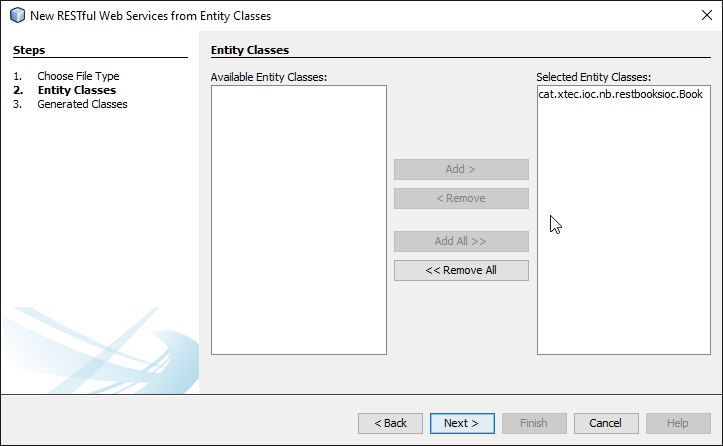 New RESTful Web Services from Entity Classes
Steps
1. Choose File Type
2. Entity Classes
3. Generated Classes
Entity Classes
Available Entity Classes:
Selected Entity Classes:
cat.xtec.ioc.nb.restbooksioc.Book
Add >
< Remove
Add All >>
<< Remove All
< Back
Next >
Finish
Cancel
Help